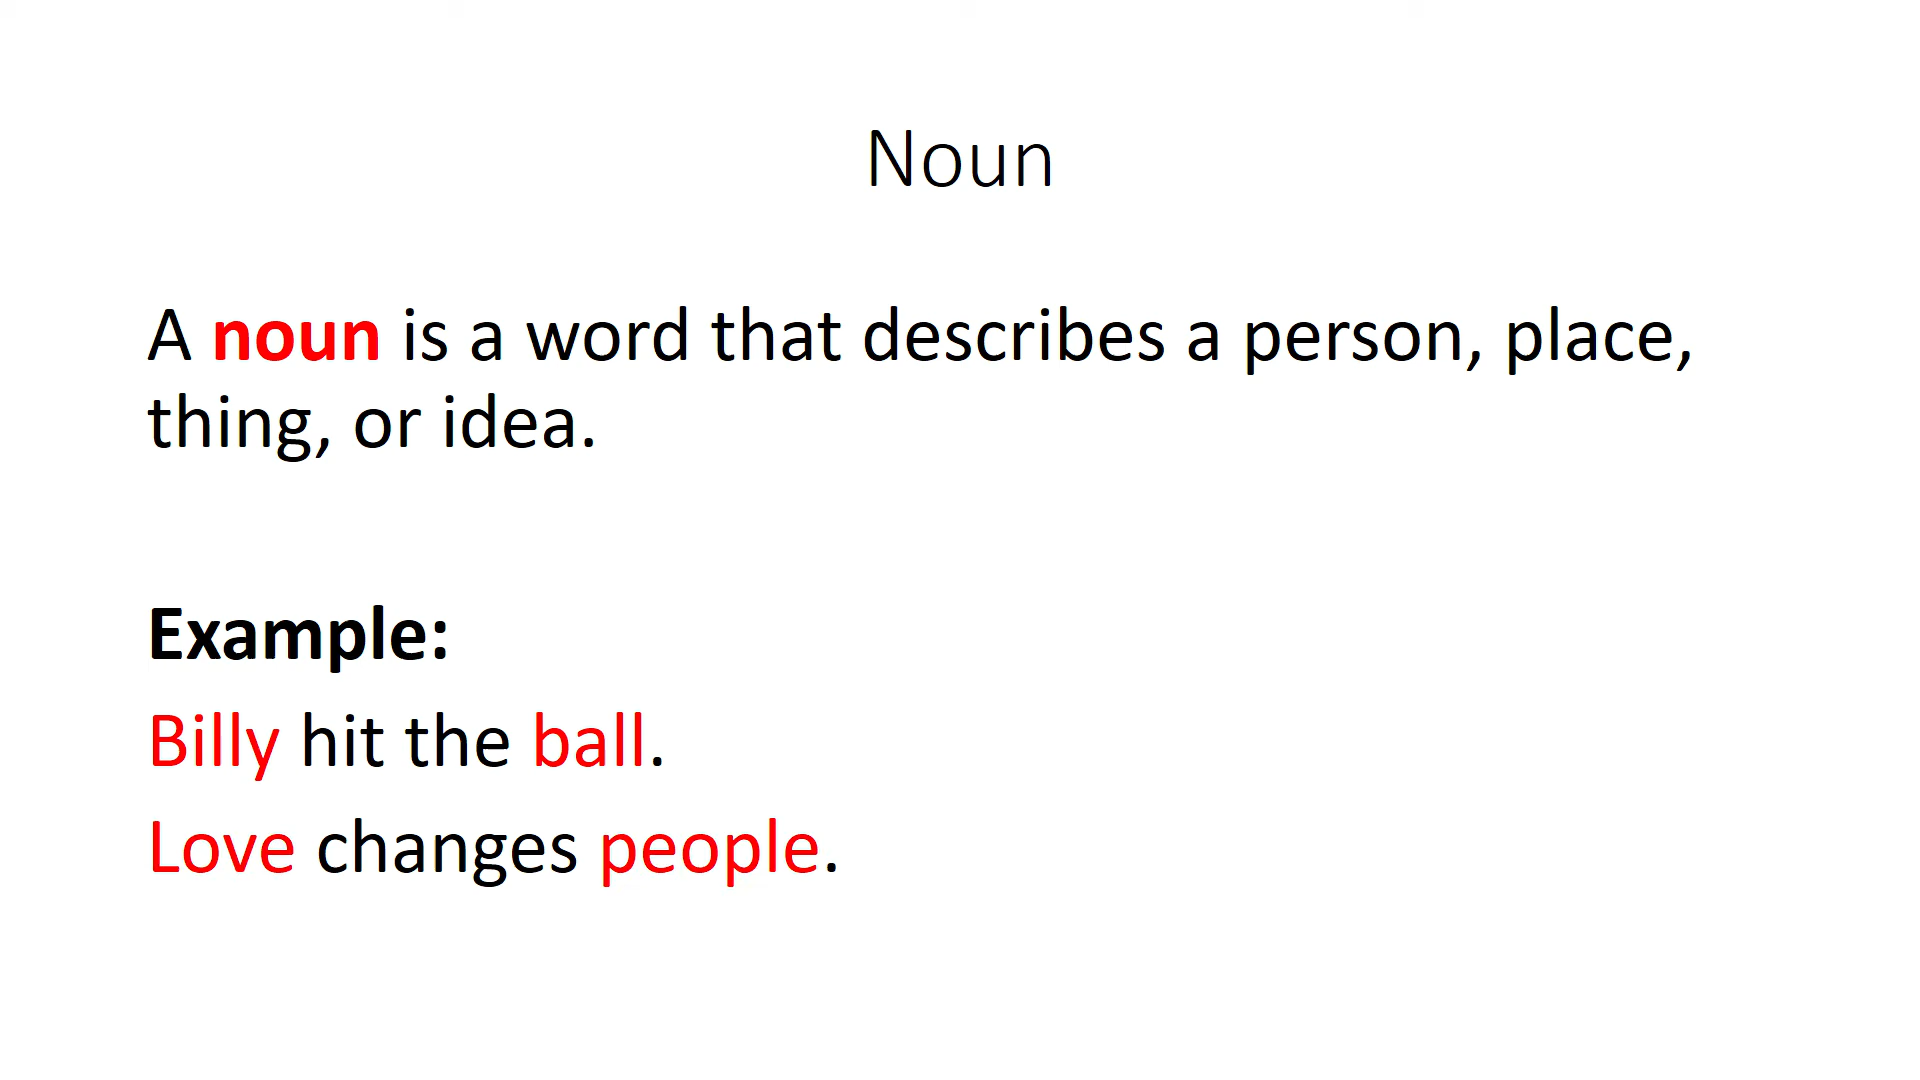 Noun
A noun is a word that describes a person, place,
thing, or idea.
Example:
Billy hit the ball.
Love changes people.